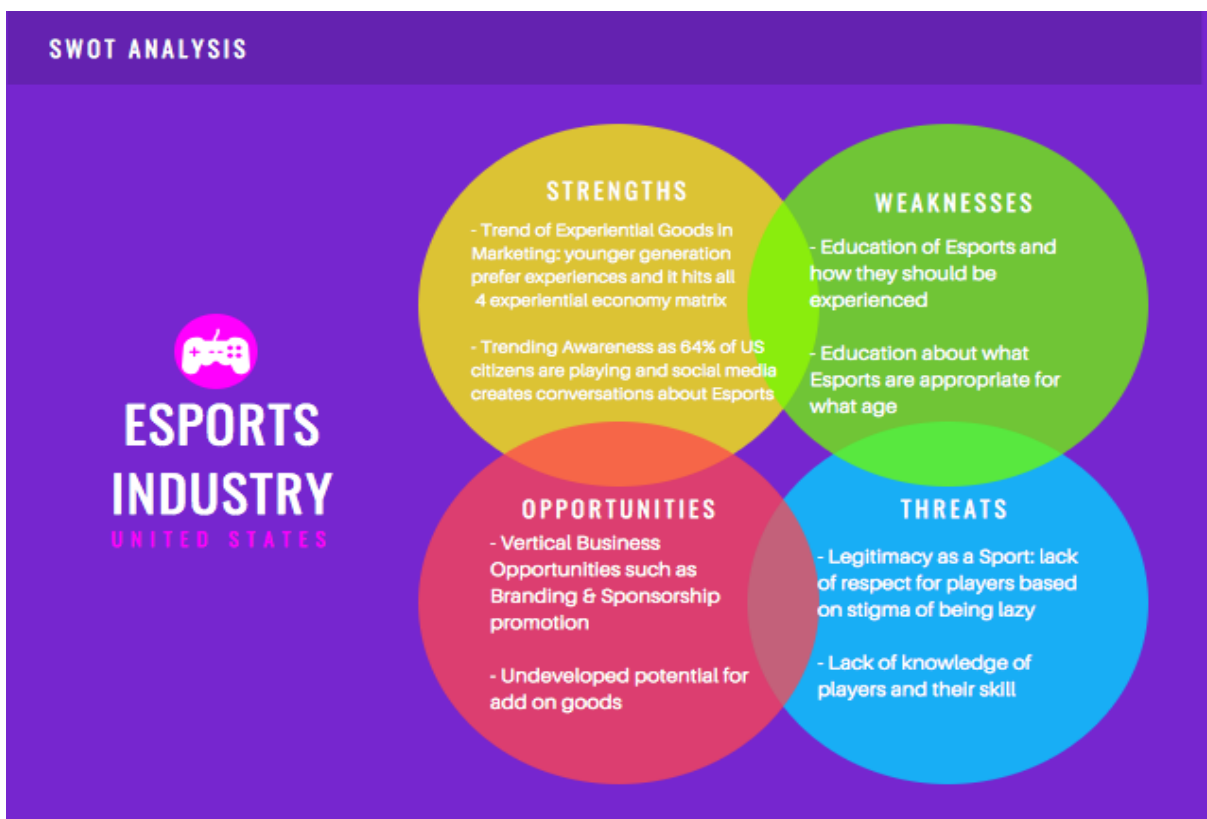 SWOT ANALYSIS
ESPORTS
INDUSTRY
UNITED STATES
STRENGTHS
- Trend of Experiential Goods in
Marketing: younger generation
prefer experiences and it hits all
4 experiential economy matrix
- Trending Awareness as 64% of US
citizens are playing and social media
creates conversations about Esports
WEAKNESSES
- Education of Esports and
how they should be
experienced
- Education about what
Esports are appropriate for
what age
OPPORTUNITIES
- Vertical Business
Opportunities such as
Branding & Sponsorship
promotion
- Undeveloped potential for
add on goods
THREATS
- Legitimacy as a Sport: lack
of respect for players based
on stigma of being lazy
- Lack of knowledge of
players and their skill